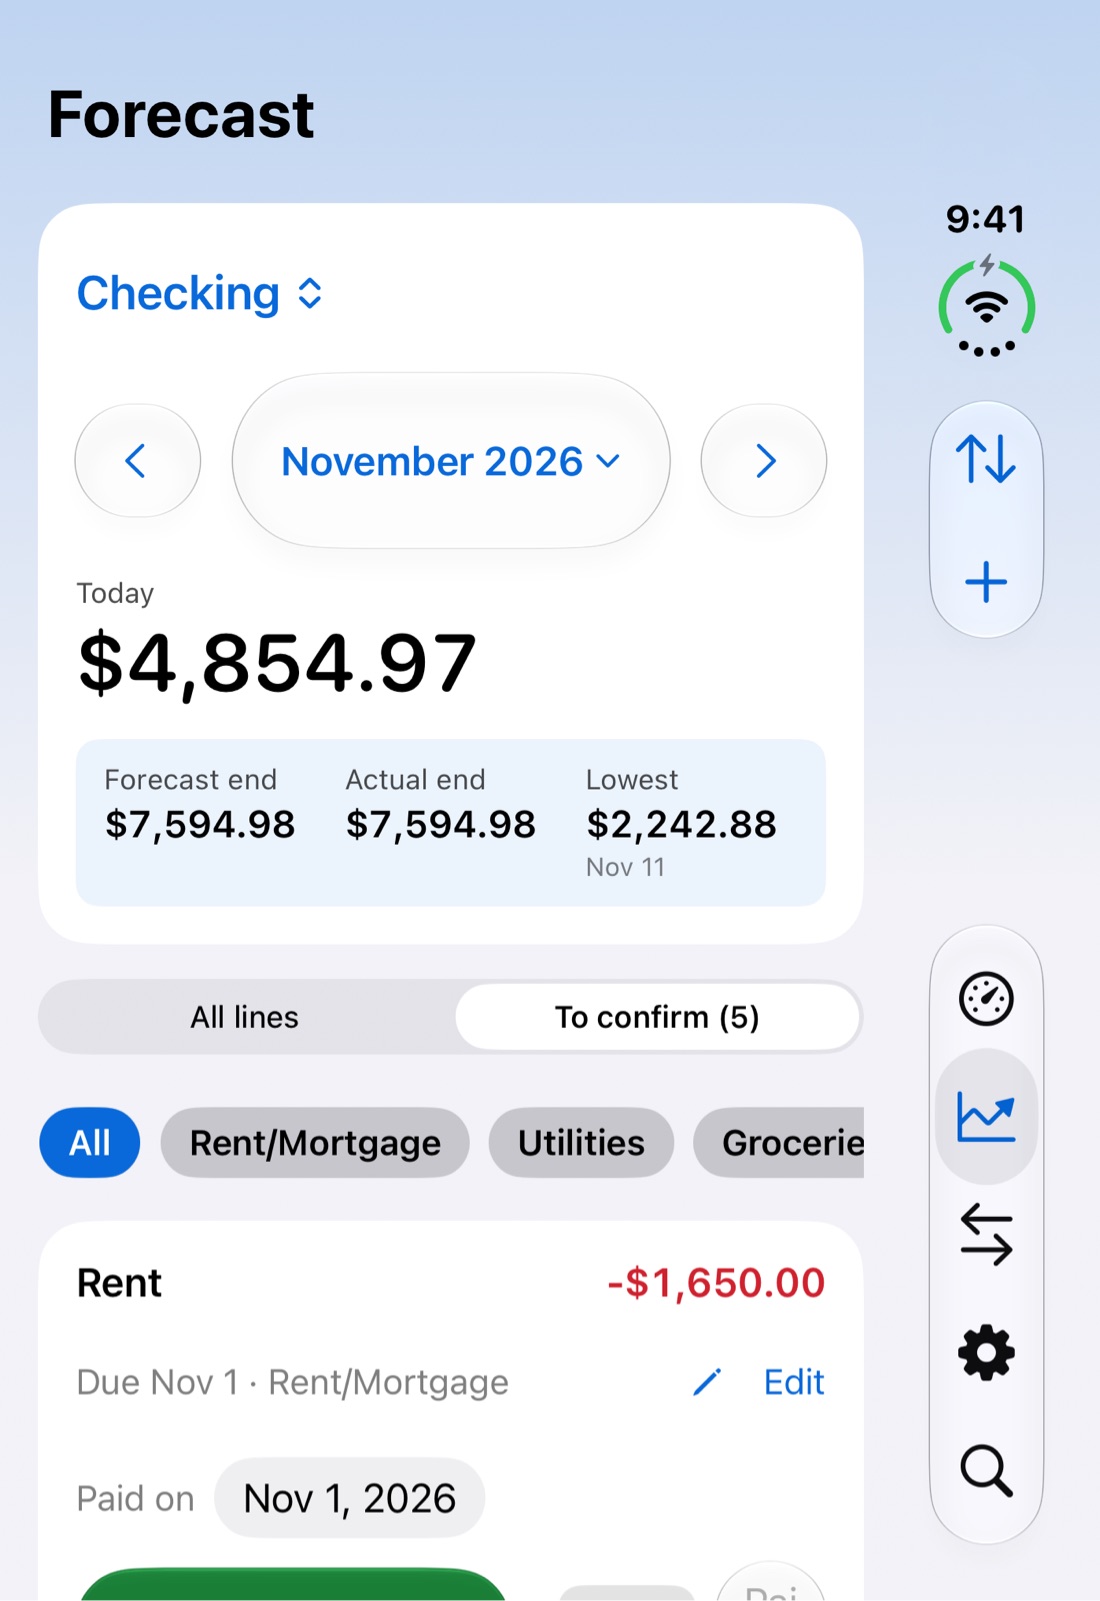 Forecast
9:41
Checking
November 2026
Today
$4,854.97
Forecast end
$7,594.98
Actual end
$7,594.98
Lowest
$2,242.88
Nov 11
All lines
To confirm (5)
All
Rent/Mortgage
Utilities
Grocerie
Rent
-$1,650.00
Due Nov 1 · Rent/Mortgage
Edit
Paid on
Nov 1, 2026